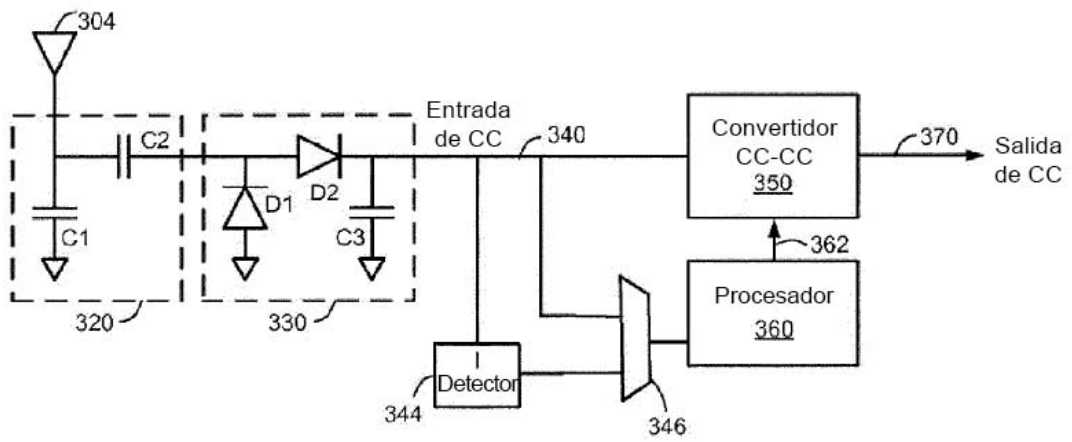 304
C2
C1
320
D1
D2
C3
330
Entrada
de CC
340
Convertidor
CC-CC
350
370
Salida
de CC
362
Procesador
360
Detector
344
346